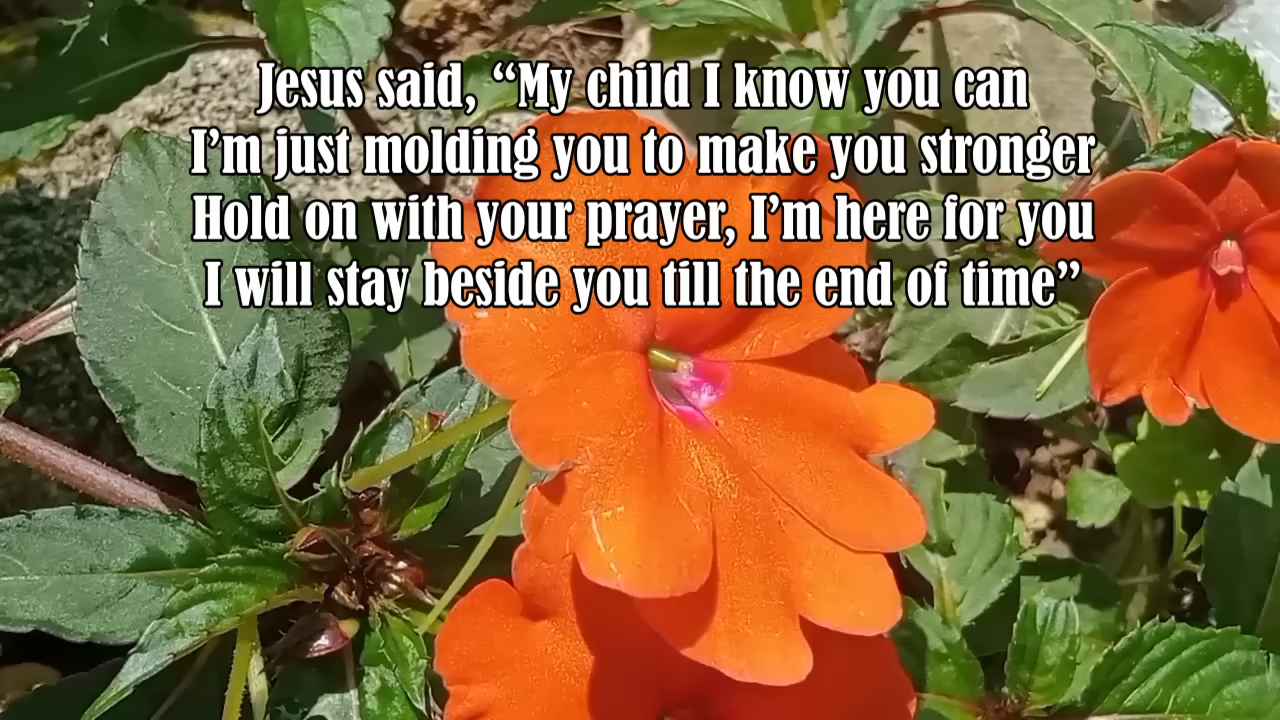 Jesus said, “My child I know you can
I’m just molding you to make you stronger
Hold on with your prayer, I’m here for you
I will stay beside you till the end of time”